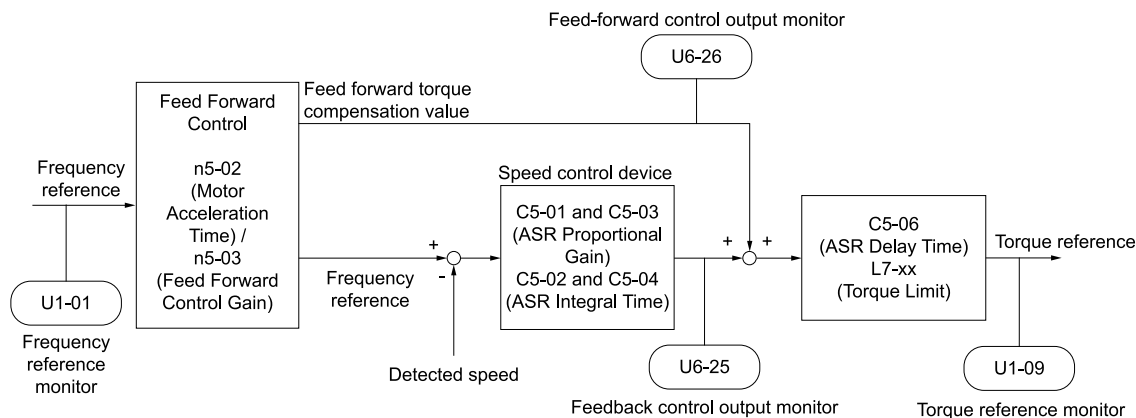 Feed-forward control output monitor
U6-26
Feed Forward
Control
n5-02
(Motor
Acceleration
Time) /
n5-03
(Feed Forward
Control Gain)
Feed forward torque
compensation value
Frequency
reference
U1-01
Frequency
reference
monitor
+
-
Frequency
reference
Detected speed
Speed control device
C5-01 and C5-03
(ASR Proportional
Gain)
C5-02 and C5-04
(ASR Integral Time)
+
+
U6-25
Feedback control output monitor
C5-06
(ASR Delay Time)
L7-xx
(Torque Limit)
Torque reference
U1-09
Torque reference monitor